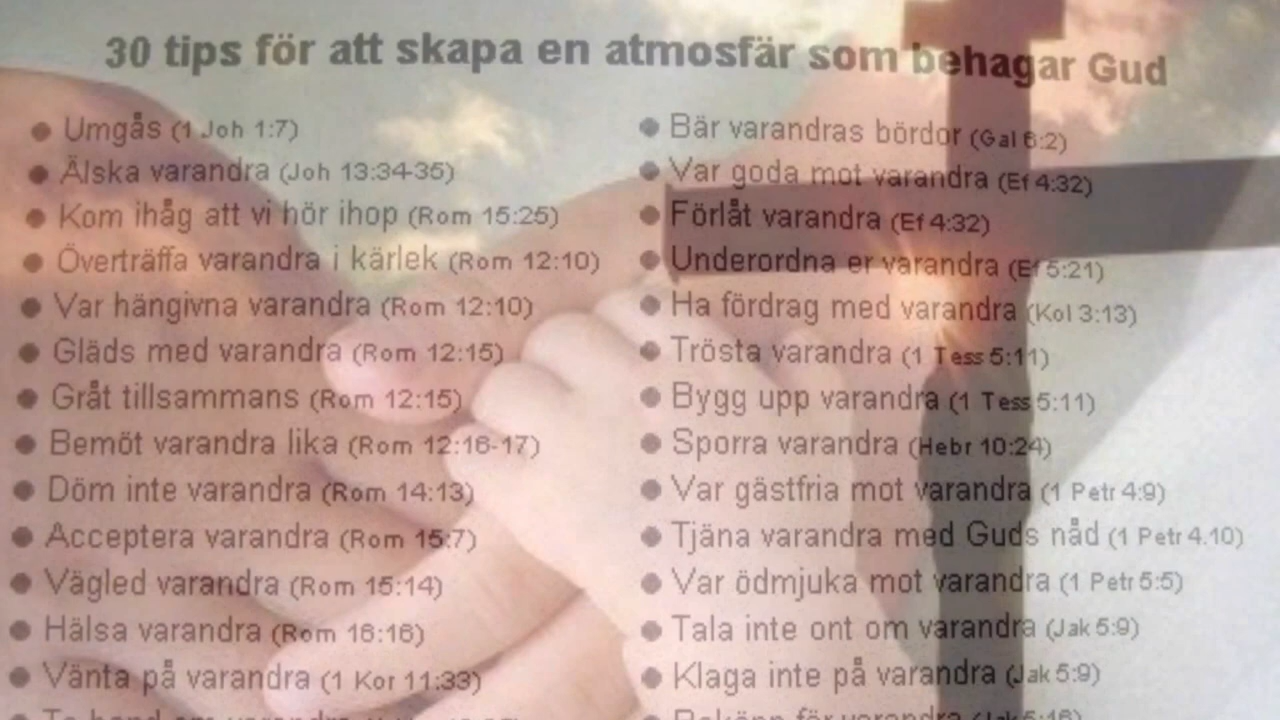 30 tips för att skapa en atmosfär som behagar Gud
● Umgås (1 Joh 1:7)
● Älska varandra (Joh 13:34-35)
● Kom ihåg att vi hör ihop (Rom 15:25)
● Överträffa varandra i kärlek (Rom 12:10)
● Var hängivna varandra (Rom 12:10)
● Gläds med varandra (Rom 12:15)
● Gråt tillsammans (Rom 12:15)
● Bemöt varandra lika (Rom 12:16-17)
● Döm inte varandra (Rom 14:13)
● Acceptera varandra (Rom 15:7)
● Vägled varandra (Rom 15:14)
● Hälsa varandra (Rom 16:16)
● Vänta på varandra (1 Kor 11:33)
● Bär varandras bördor (Gal 6:2)
● Var goda mot varandra (Ef 4:32)
● Förlåt varandra (Ef 4:32)
● Underordna er varandra (Ef 5:21)
● Ha fördrag med varandra (Kol 3:13)
● Trösta varandra (1 Tess 5:11)
● Bygg upp varandra (1 Tess 5:11)
● Sporra varandra (Hebr 10:24)
● Var gästfria mot varandra (1 Petr 4:9)
● Tjäna varandra med Guds nåd (1 Petr 4.10)
● Var ödmjuka mot varandra (1 Petr 5:5)
● Tala inte ont om varandra (Jak 5:9)
● Klaga inte på varandra (Jak 5:9)